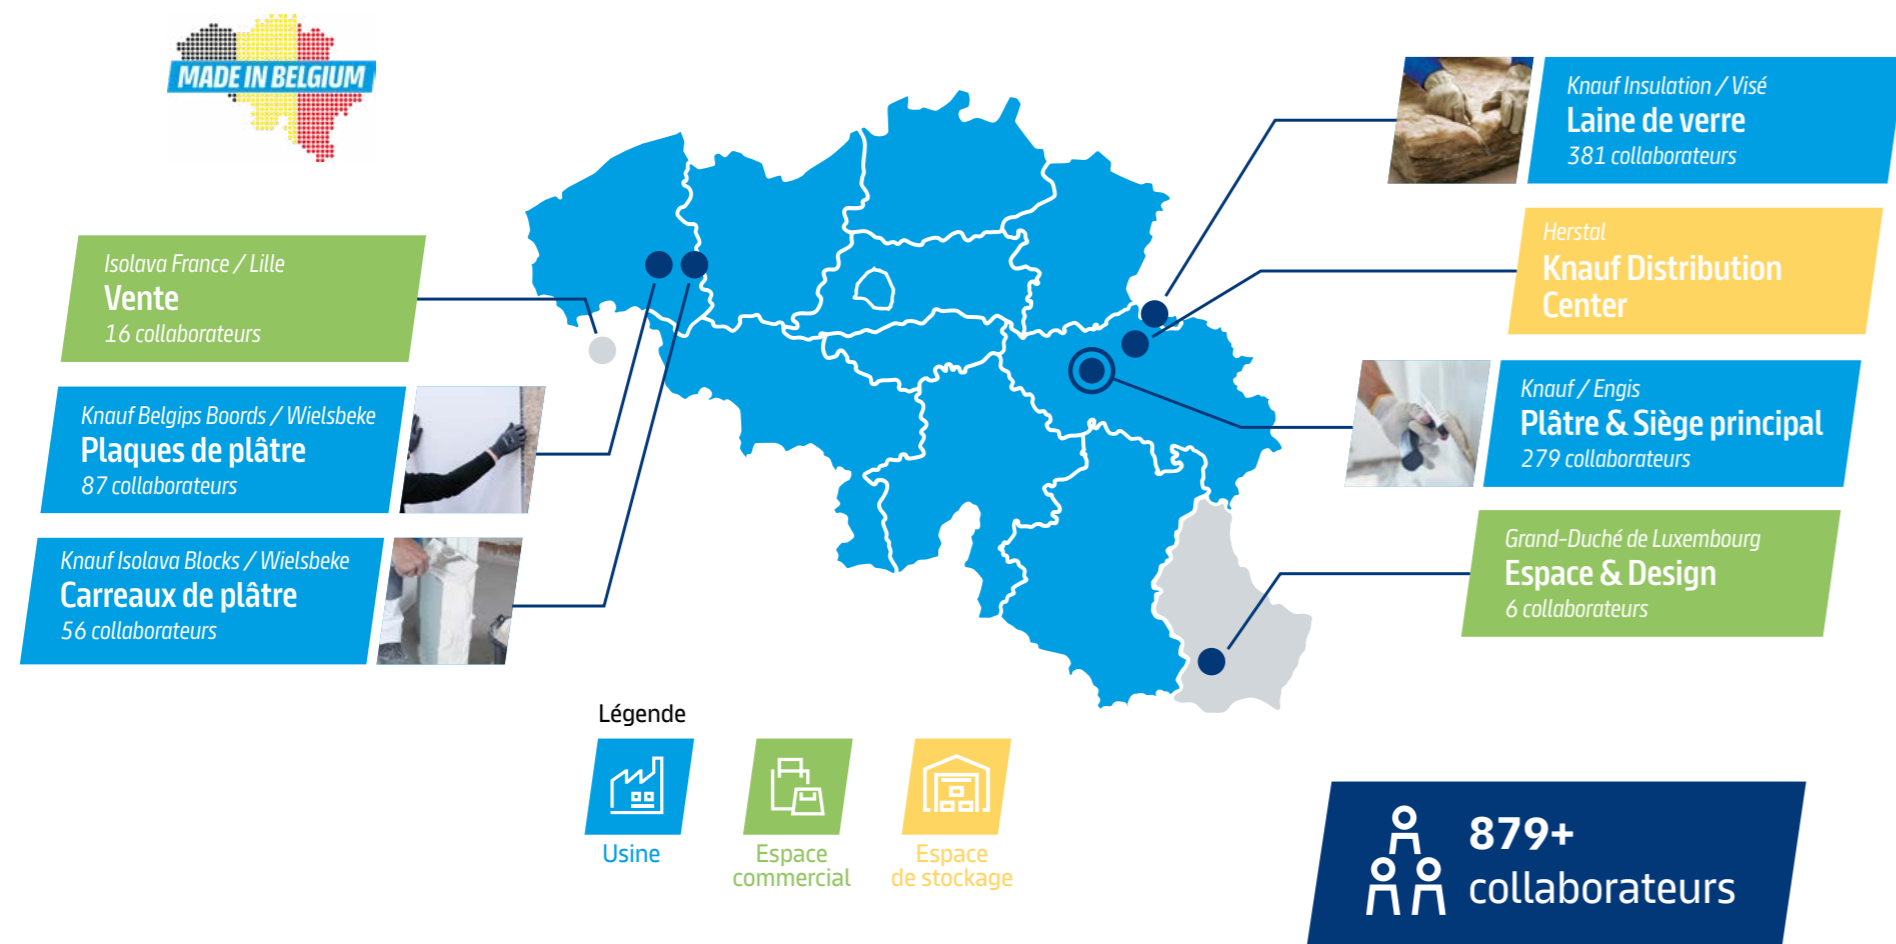 MADE IN BELGIUM
Isolava France / Lille
Vente
16 collaborateurs
Knauf Belgips Boords / Wielsbeke
Plaques de plâtre
87 collaborateurs
Knauf Isolava Blocks / Wielsbeke
Carreaux de plâtre
56 collaborateurs
Knauf Insulation / Visé
Laine de verre
381 collaborateurs
Herstal
Knauf Distribution
Center
Knauf / Engis
Plâtre & Siège principal
279 collaborateurs
Grand-Duché de Luxembourg
Espace & Design
6 collaborateurs
Légende
Usine
Espace
commercial
Espace
de stockage
879+
collaborateurs